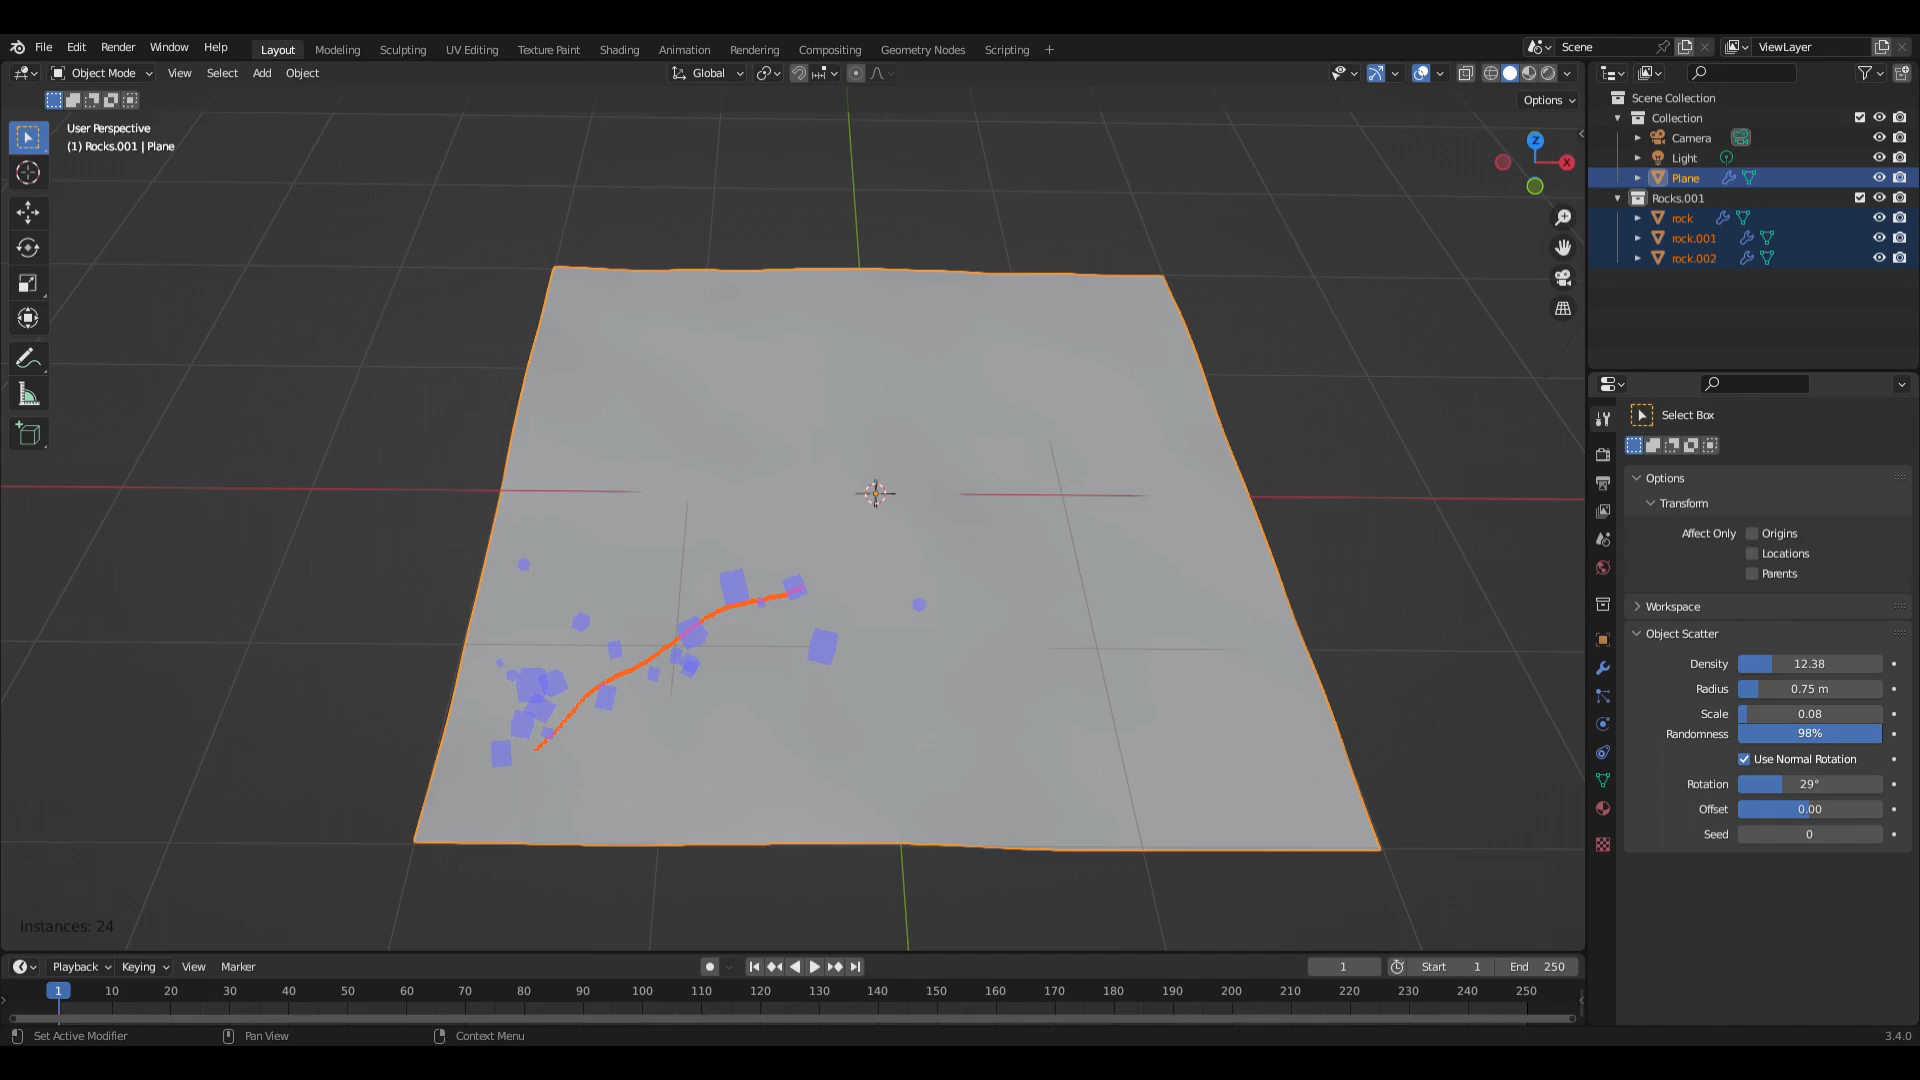 File Edit Render Window Help Layout Modeling Sculpting UV Editing Texture Paint Shading Animation Rendering Compositing Geometry Nodes Scripting + Scene ViewLayer
Object Mode View Select Add Object Global
Options
User Perspective
(1) Rocks.001 | Plane
Z
X
Scene Collection
Collection
Camera
Light
Plane
Rocks.001
rock
rock.001
rock.002
Select Box
Options
Transform
Affect Only Origins
Locations
Parents
Workspace
Object Scatter
Density 12.38
Radius 0.75 m
Scale 0.08
Randomness 98%
Use Normal Rotation
Rotation 29°
Offset 0.00
Seed 0
Instances: 24
Playback Keying View Marker 1 Start 1 End 250
1 10 20 30 40 50 60 70 80 90 100 110 120 130 140 150 160 170 180 190 200 210 220 230 240 250
Set Active Modifier Pan View Context Menu 3.4.0